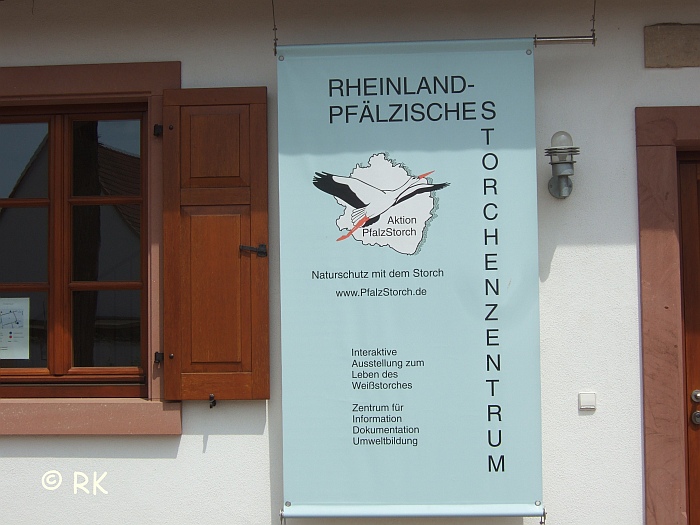 RHEINLAND-
PFÄLZISCHES
STORCHENZENTRUM
Aktion
PfalzStorch
Naturschutz mit dem Storch
www.PfalzStorch.de
Interaktive
Ausstellung zum
Leben des
Weißstorches
Zentrum für
Information
Dokumentation
Umweltbildung
© RK